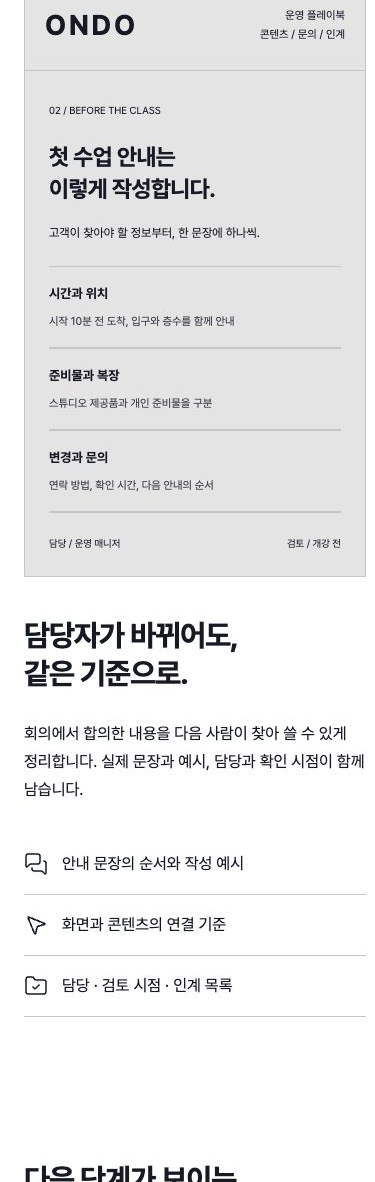 ONDO
운영 플레이북
콘텐츠 / 문의 / 인계
02 / BEFORE THE CLASS
첫 수업 안내는
이렇게 작성합니다.
고객이 찾아야 할 정보부터, 한 문장에 하나씩.
시간과 위치
시작 10분 전 도착, 입구와 층수를 함께 안내
준비물과 복장
스튜디오 제공품과 개인 준비물을 구분
변경과 문의
연락 방법, 확인 시간, 다음 안내의 순서
담당 / 운영 매니저
검토 / 개강 전
담당자가 바뀌어도,
같은 기준으로.
회의에서 합의한 내용을 다음 사람이 찾아 쓸 수 있게
정리합니다. 실제 문장과 예시, 담당과 확인 시점이 함께
남습니다.
안내 문장의 순서와 작성 예시
화면과 콘텐츠의 연결 기준
담당 · 검토 시점 · 인계 목록
다음 단계가 보이는